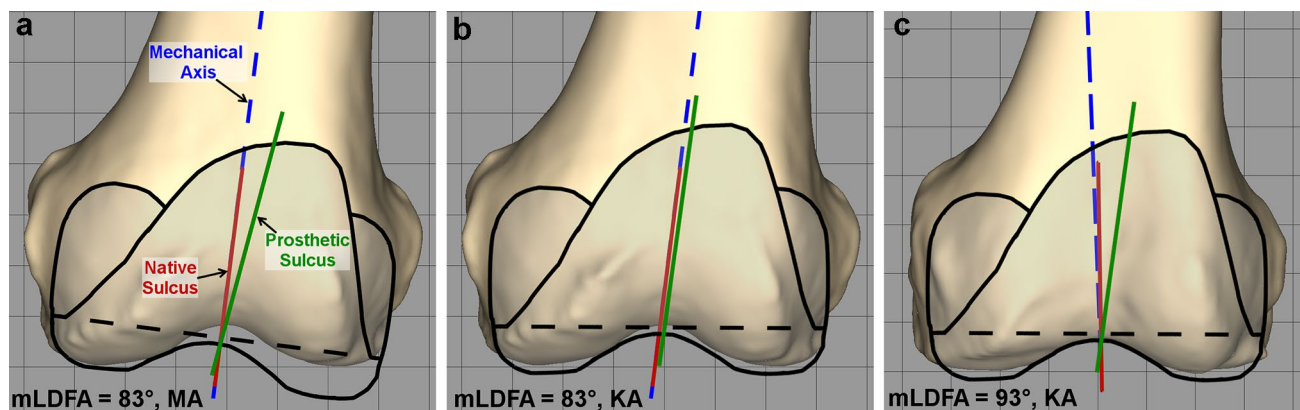 a
Mechanical
Axis
Native
Sulcus
Prosthetic
Sulcus
mLDFA = 83°, MA
b
mLDFA = 83°, KA
c
mLDFA = 93°, KA